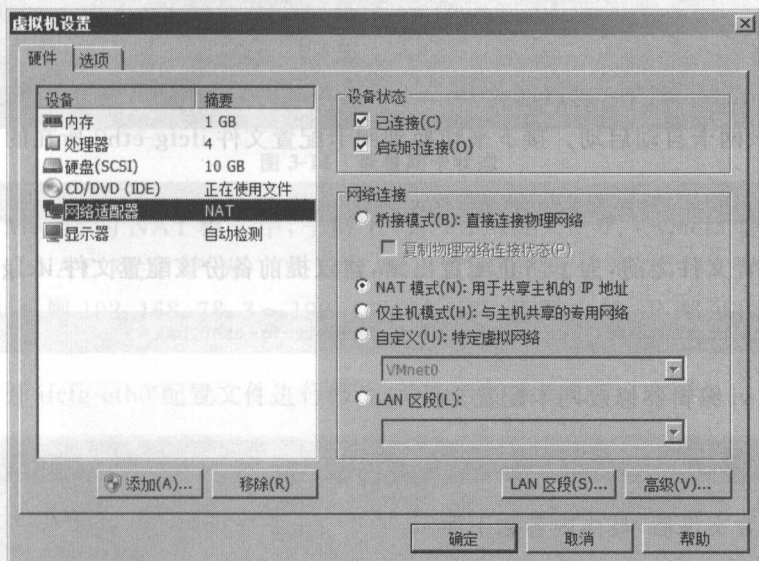 虚拟机设置
硬件 选项
设备 摘要
内存 1 GB
处理器 4
硬盘(SCSI) 10 GB
CD/DVD (IDE) 正在使用文件
网络适配器 NAT
显示器 自动检测
添加(A)... 移除(R)
设备状态
已连接(C)
启动时连接(O)
网络连接
桥接模式(B): 直接连接物理网络
复制物理网络连接状态(P)
NAT 模式(N): 用于共享主机的 IP 地址
仅主机模式(H): 与主机共享的专用网络
自定义(U): 特定虚拟网络
VMnet0
LAN 区段(L):
LAN 区段(S)... 高级(V)...
确定 取消 帮助